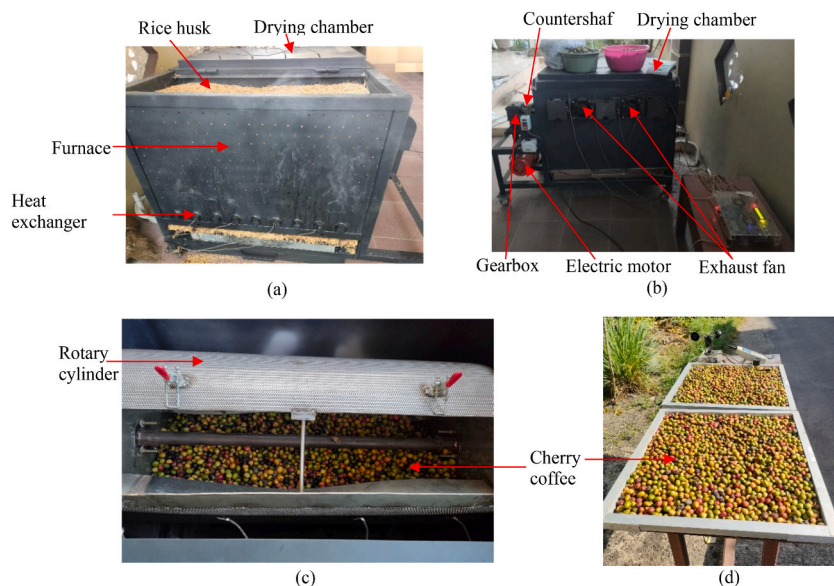 Rice husk
Drying chamber
Furnace
Heat
exchanger
(a)
Countershaf
Drying chamber
Gearbox
Electric motor
Exhaust fan
(b)
Rotary
cylinder
(c)
Cherry
coffee
(d)